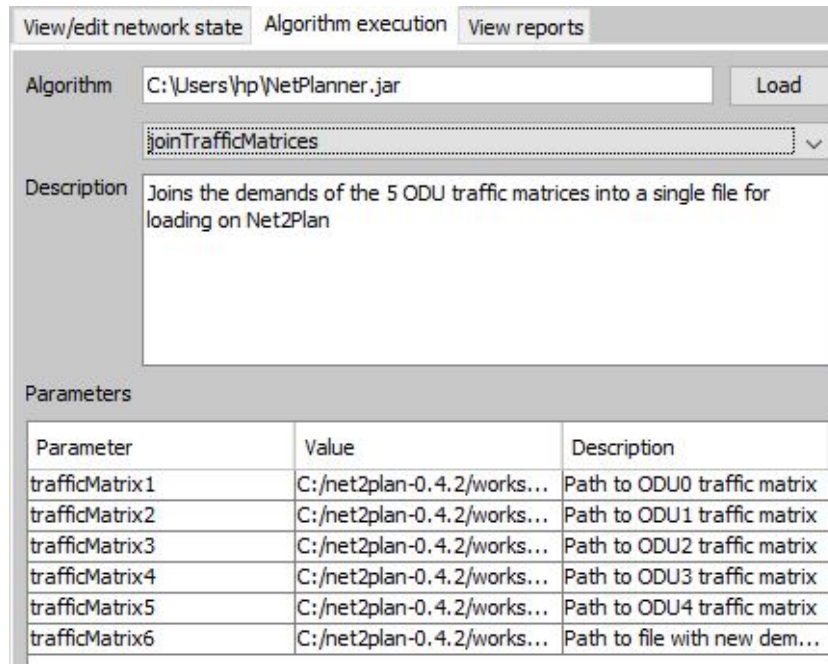 View/edit network state Algorithm execution View reports
Algorithm C:\Users\hp\NetPlanner.jar Load
joinTrafficMatrices
Description Joins the demands of the 5 ODU traffic matrices into a single file for
loading on Net2Plan
Parameters
Parameter Value Description
trafficMatrix1 C:/net2plan-0.4.2/works... Path to ODU0 traffic matrix
trafficMatrix2 C:/net2plan-0.4.2/works... Path to ODU1 traffic matrix
trafficMatrix3 C:/net2plan-0.4.2/works... Path to ODU2 traffic matrix
trafficMatrix4 C:/net2plan-0.4.2/works... Path to ODU3 traffic matrix
trafficMatrix5 C:/net2plan-0.4.2/works... Path to ODU4 traffic matrix
trafficMatrix6 C:/net2plan-0.4.2/works... Path to file with new dem...